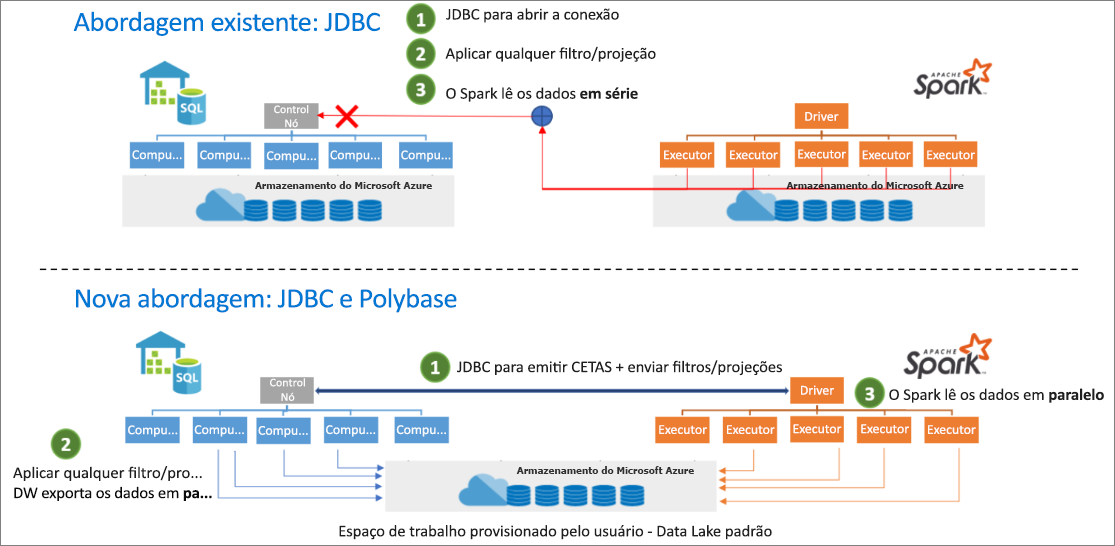 Abordagem existente: JDBC
1 JDBC para abrir a conexão
2 Aplicar qualquer filtro/projeção
3 O Spark lê os dados em série
SQL
APACHE
Spark™
Control
Nó
Driver
Compu... Compu... Compu... Compu... Compu...
Executor Executor Executor Executor Executor
Armazenamento do Microsoft Azure
Armazenamento do Microsoft Azure
Nova abordagem: JDBC e Polybase
SQL
APACHE
Spark™
1 JDBC para emitir CETAS + enviar filtros/projeções
Control
Nó
Driver
3 O Spark lê os dados em paralelo
Compu... Compu... Compu... Compu... Compu...
Executor Executor Executor Executor Executor
2
Aplicar qualquer filtro/pro...
DW exporta os dados em pa...
Armazenamento do Microsoft Azure
Espaço de trabalho provisionado pelo usuário - Data Lake padrão